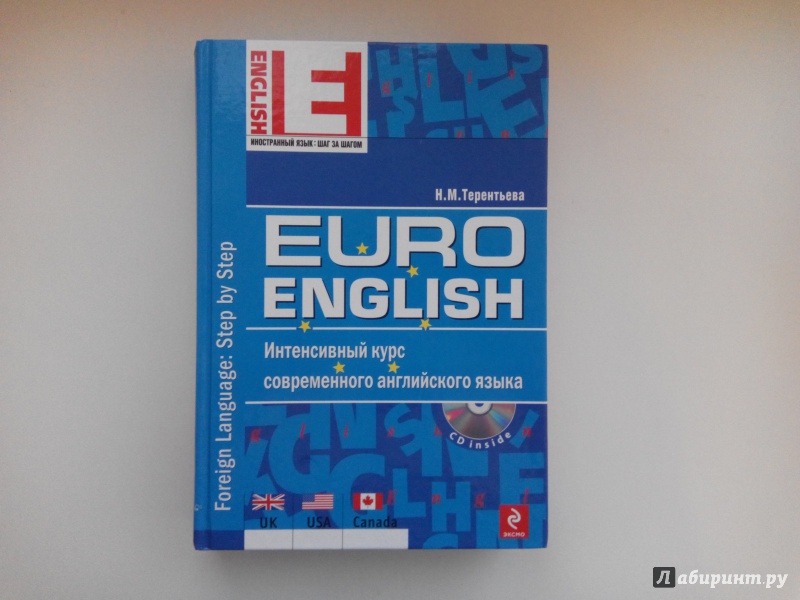 ENGLISH
E
ИНОСТРАННЫЙ ЯЗЫК: ШАГ ЗА ШАГОМ
Н.М.Терентьева
EURO
ENGLISH
Интенсивный курс
современного английского языка
Foreign Language: Step by Step
CD inside
UK USA Canada
ЭКСМО
Лабиринт.ру